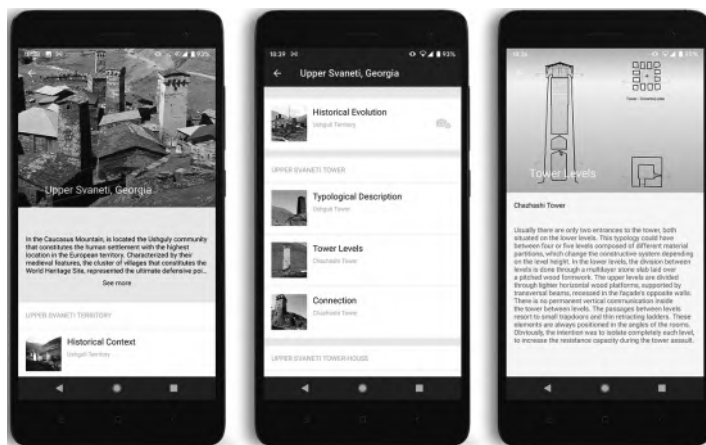 93%
Upper Svaneti, Georgia
In the Caucasus Mountain, is located the Ushguly community
that constitutes the human settlement with the highest
location in the European territory. Characterized by their
medieval features, the cluster of villages that constitutes the
World Heritage Site, represented the ultimate defensive poi...
See more
UPPER SVANETI TERRITORY
Historical Context
Ushguli Territory
18:39
93%
Upper Svaneti, Georgia
Historical Evolution
Ushguli Territory
UPPER SVANETI TOWER
Typological Description
Ushguli Tower
Tower Levels
Chazhashi Tower
Connection
Chazhashi Tower
UPPER SVANETI TOWER-HOUSE
Tower Levels
Chazhashi Tower
Usually there are only two entrances to the tower, both
situated on the lower levels. This typology could have
between four or five levels composed of different material
partitions, which change the constructive system depending
on the level height. In the lower levels, the division between
levels is done through a multilayer stone slab laid over
a pitched wood formwork. The upper levels are divided
through lighter horizontal wood platforms, supported by
transversal beams, recessed in the façade's opposite walls.
There is no permanent vertical communication inside
the tower between levels. The passages between levels
resort to small trapdoors and thin retracting ladders. These
elements are always positioned in the angles of the rooms.
Obviously, the intention was to isolate completely each level,
to increase the resistance capacity during the tower assault.